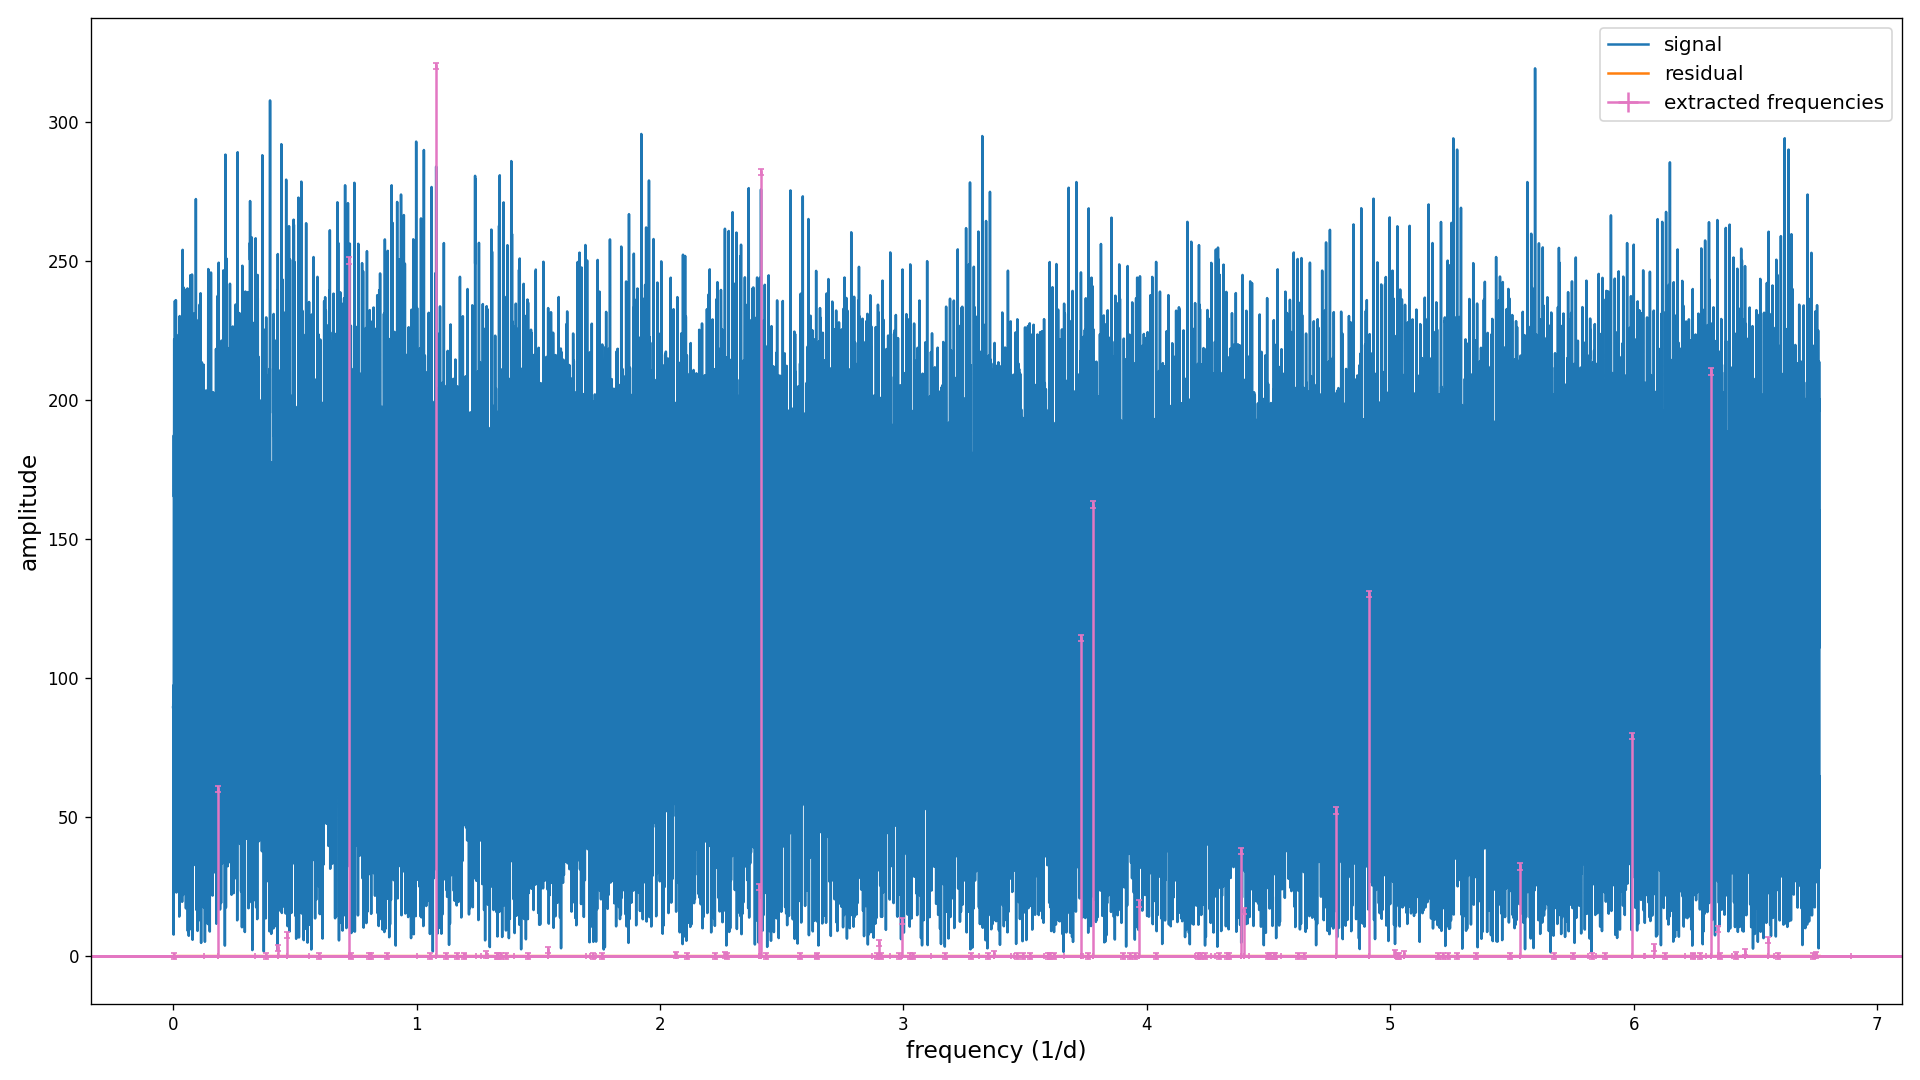 signal
residual
extracted frequencies
amplitude
300
250
200
150
100
50
0
0 1 2 3 4 5 6 7
frequency (1/d)